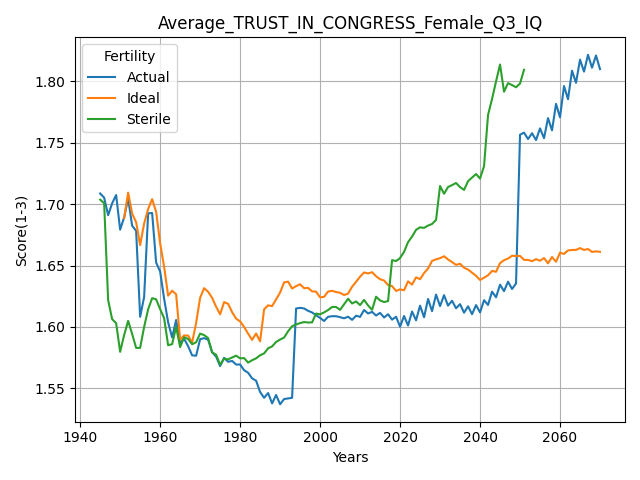 Average_TRUST_IN_CONGRESS_Female_Q3_IQ
Fertility
Actual
Ideal
Sterile
Score(1-3)
1.80
1.75
1.70
1.65
1.60
1.55
1940 1960 1980 2000 2020 2040 2060
Years